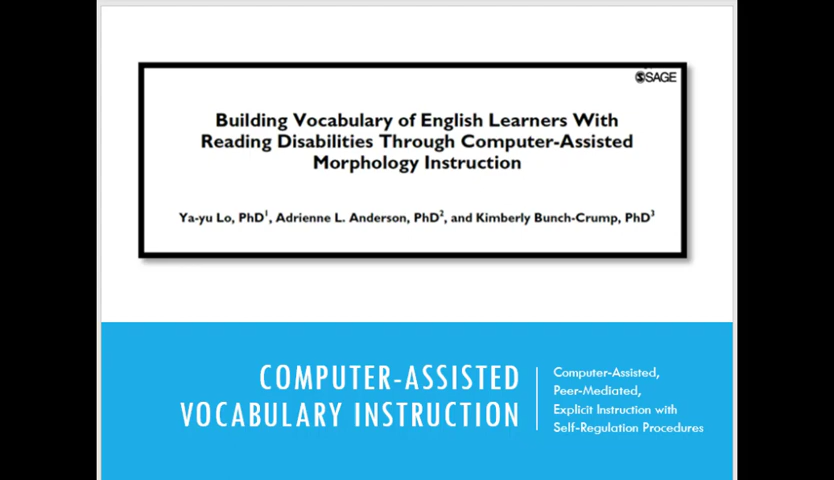 SAGE
Building Vocabulary of English Learners With
Reading Disabilities Through Computer-Assisted
Morphology Instruction
Ya-yu Lo, PhD1, Adrienne L. Anderson, PhD2, and Kimberly Bunch-Crump, PhD3
COMPUTER-ASSISTED
VOCABULARY INSTRUCTION
Computer-Assisted,
Peer-Mediated,
Explicit Instruction with
Self-Regulation Procedures